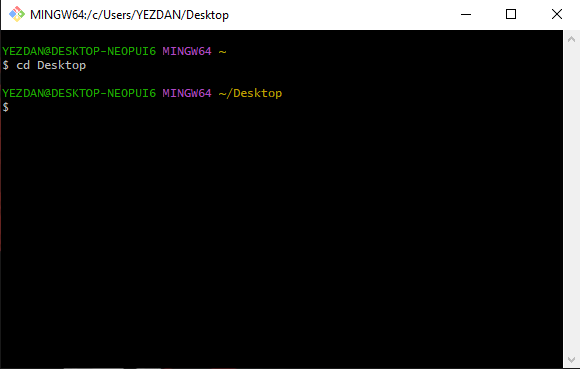 MINGW64:/c/Users/YEZDAN/Desktop
YEZDAN@DESKTOP-NEOPUI6 MINGW64 ~
$ cd Desktop
YEZDAN@DESKTOP-NEOPUI6 MINGW64 ~/Desktop
$